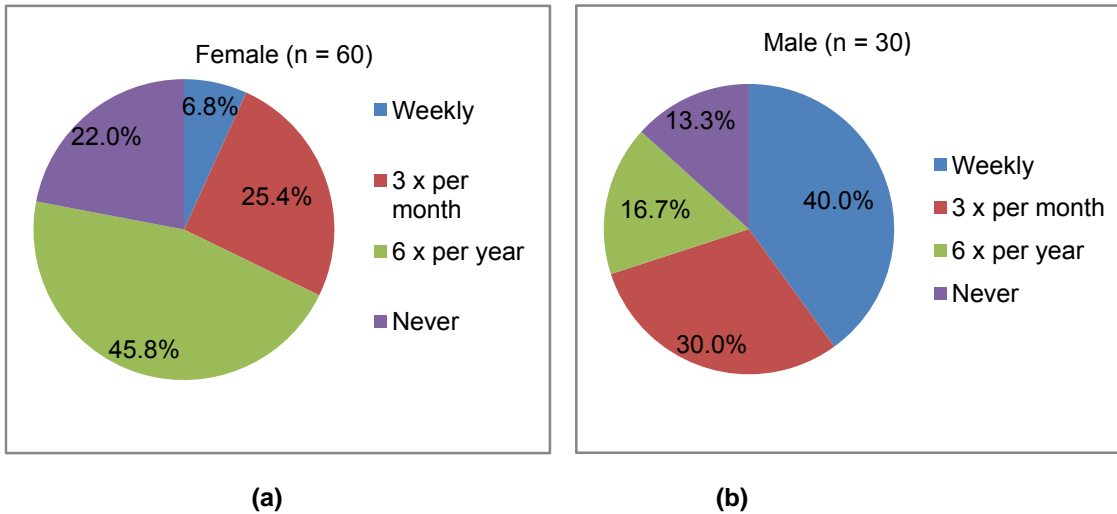 Female (n = 60)
6.8%
25.4%
45.8%
22.0%
Weekly
3 x per
month
6 x per year
Never
(a)
Male (n = 30)
40.0%
30.0%
16.7%
13.3%
Weekly
3 x per month
6 x per year
Never
(b)